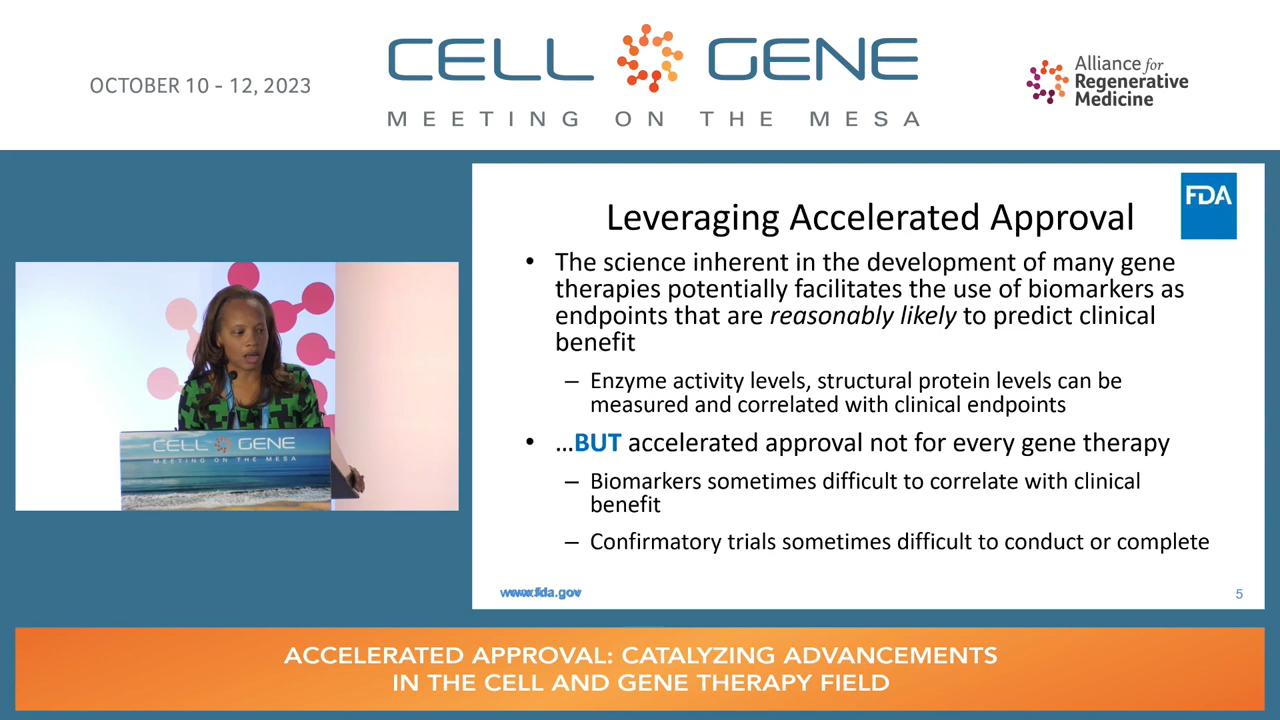 OCTOBER 10 - 12, 2023
CELL GENE
MEETING ON THE MESA
Alliance for
Regenerative
Medicine
FDA
Leveraging Accelerated Approval
• The science inherent in the development of many gene
therapies potentially facilitates the use of biomarkers as
endpoints that are reasonably likely to predict clinical
benefit
– Enzyme activity levels, structural protein levels can be
measured and correlated with clinical endpoints
• …BUT accelerated approval not for every gene therapy
– Biomarkers sometimes difficult to correlate with clinical
benefit
– Confirmatory trials sometimes difficult to conduct or complete
www.fda.gov
5
CELL GENE
MEETING ON THE MESA
ACCELERATED APPROVAL: CATALYZING ADVANCEMENTS
IN THE CELL AND GENE THERAPY FIELD